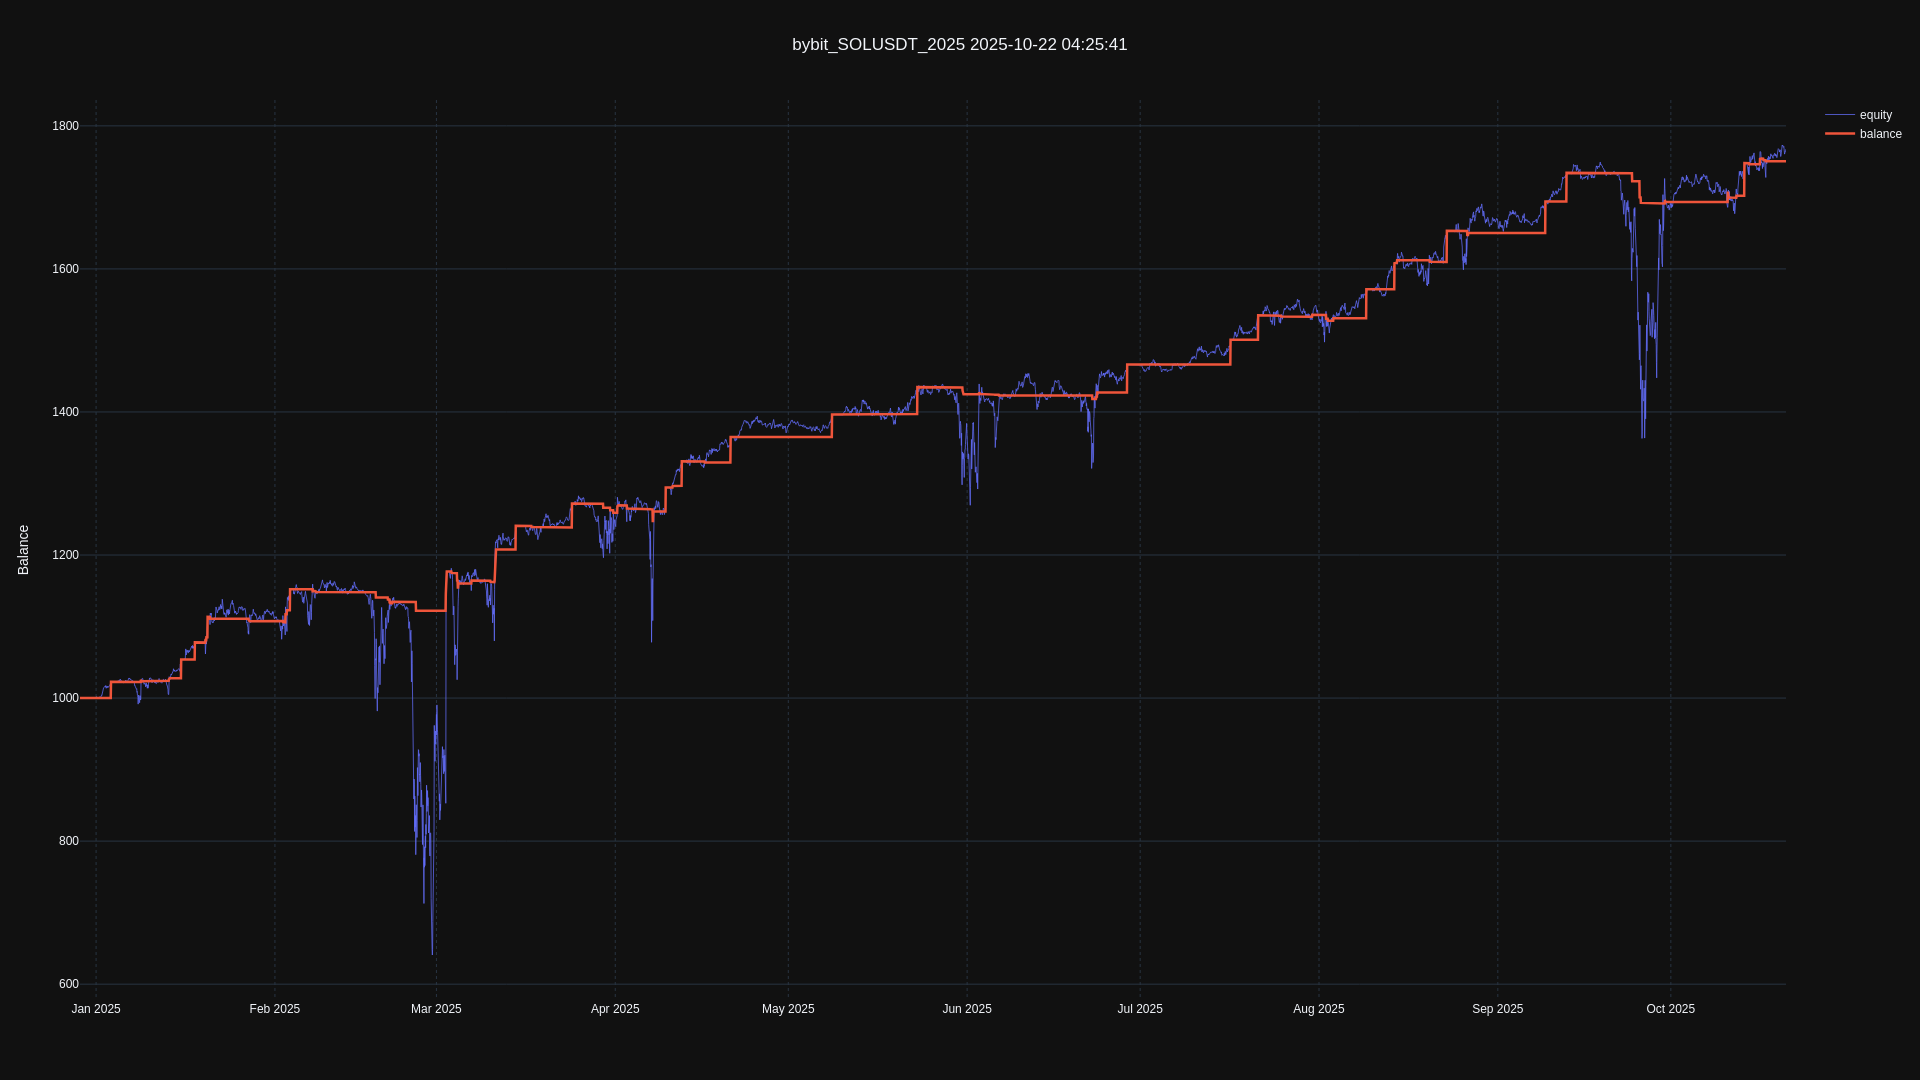 bybit_SOLUSDT_2025 2025-10-22 04:25:41
equity
balance
Balance
1800
1600
1400
1200
1000
800
600
Jan 2025
Feb 2025
Mar 2025
Apr 2025
May 2025
Jun 2025
Jul 2025
Aug 2025
Sep 2025
Oct 2025